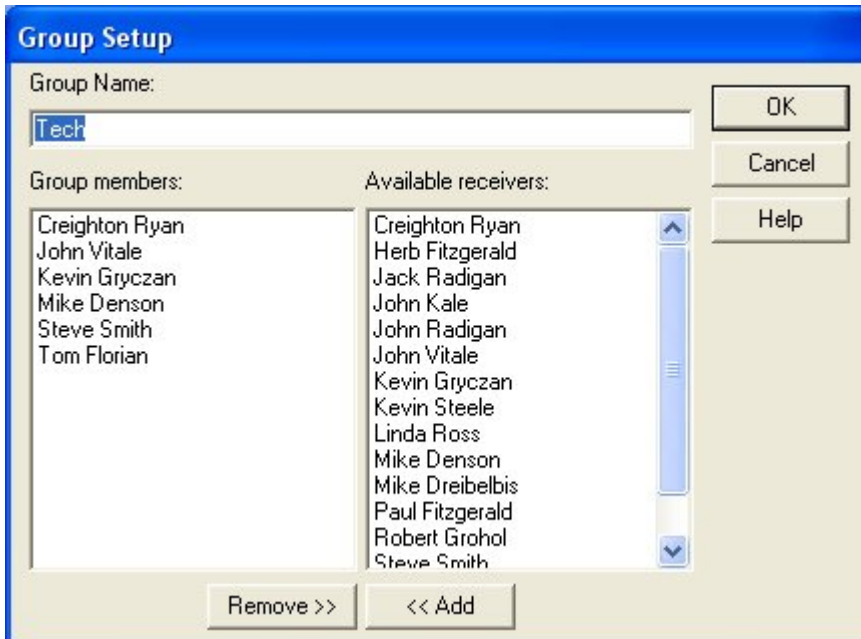 Group Setup
Group Name:
Tech
OK
Cancel
Help
Group members:
Creighton Ryan
John Vitale
Kevin Gryczan
Mike Denson
Steve Smith
Tom Florian
Available receivers:
Creighton Ryan
Herb Fitzgerald
Jack Radigan
John Kale
John Radigan
John Vitale
Kevin Gryczan
Kevin Steele
Linda Ross
Mike Denson
Mike Dreibelbis
Paul Fitzgerald
Robert Grohol
Steve Smith
Remove >>
<< Add